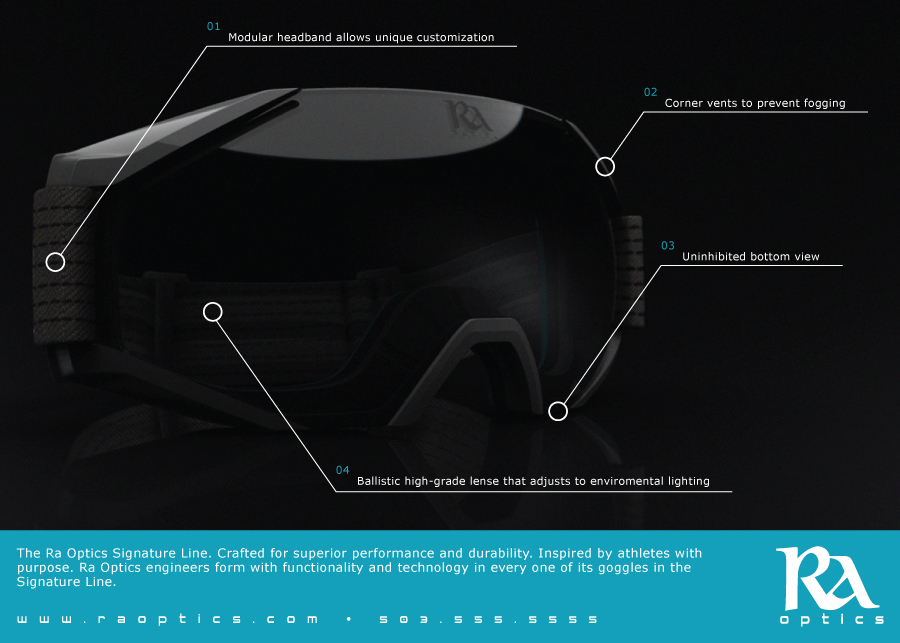 01
Modular headband allows unique customization
02
Corner vents to prevent fogging
03
Uninhibited bottom view
04
Ballistic high-grade lense that adjusts to enviromental lighting
Ra
The Ra Optics Signature Line. Crafted for superior performance and durability. Inspired by athletes with
purpose. Ra Optics engineers form with functionality and technology in every one of its goggles in the
Signature Line.
www.raoptics.com • 503.555.5555
Ra
optics